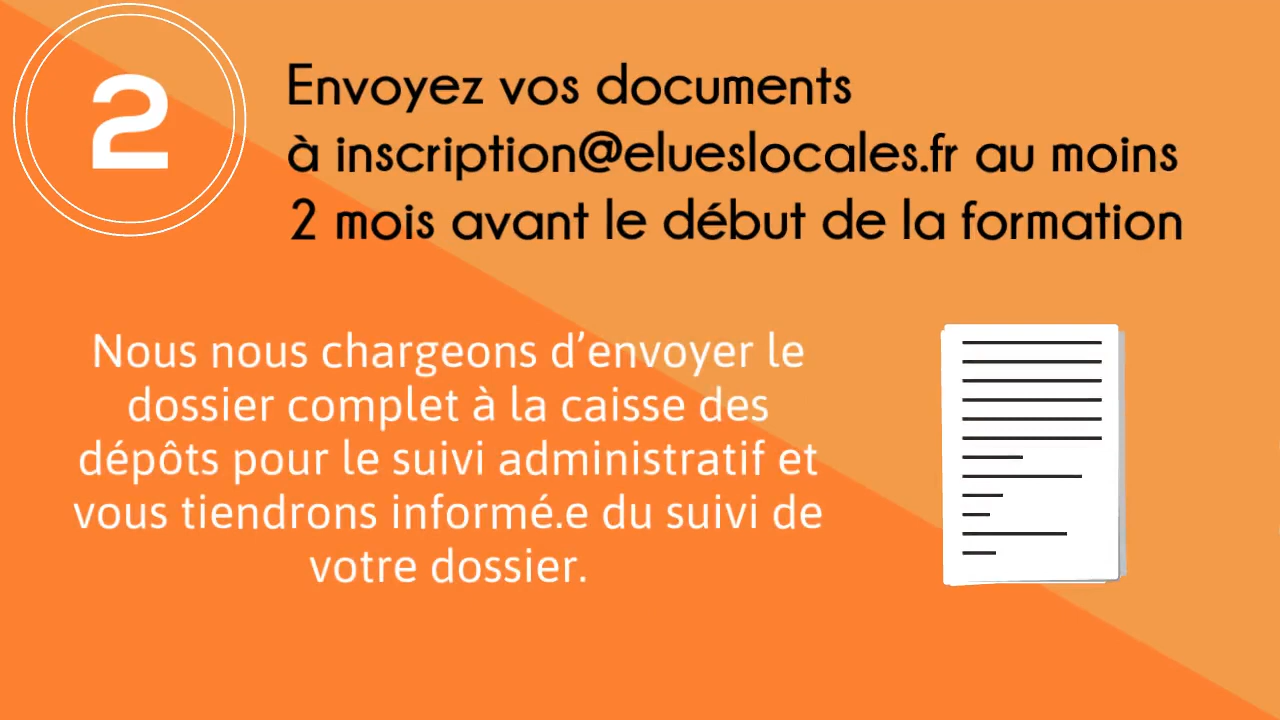 2
Envoyez vos documents
à inscription@elueslocales.fr au moins
2 mois avant le début de la formation
Nous nous chargeons d’envoyer le
dossier complet à la caisse des
dépôts pour le suivi administratif et
vous tiendrons informé.e du suivi de
votre dossier.